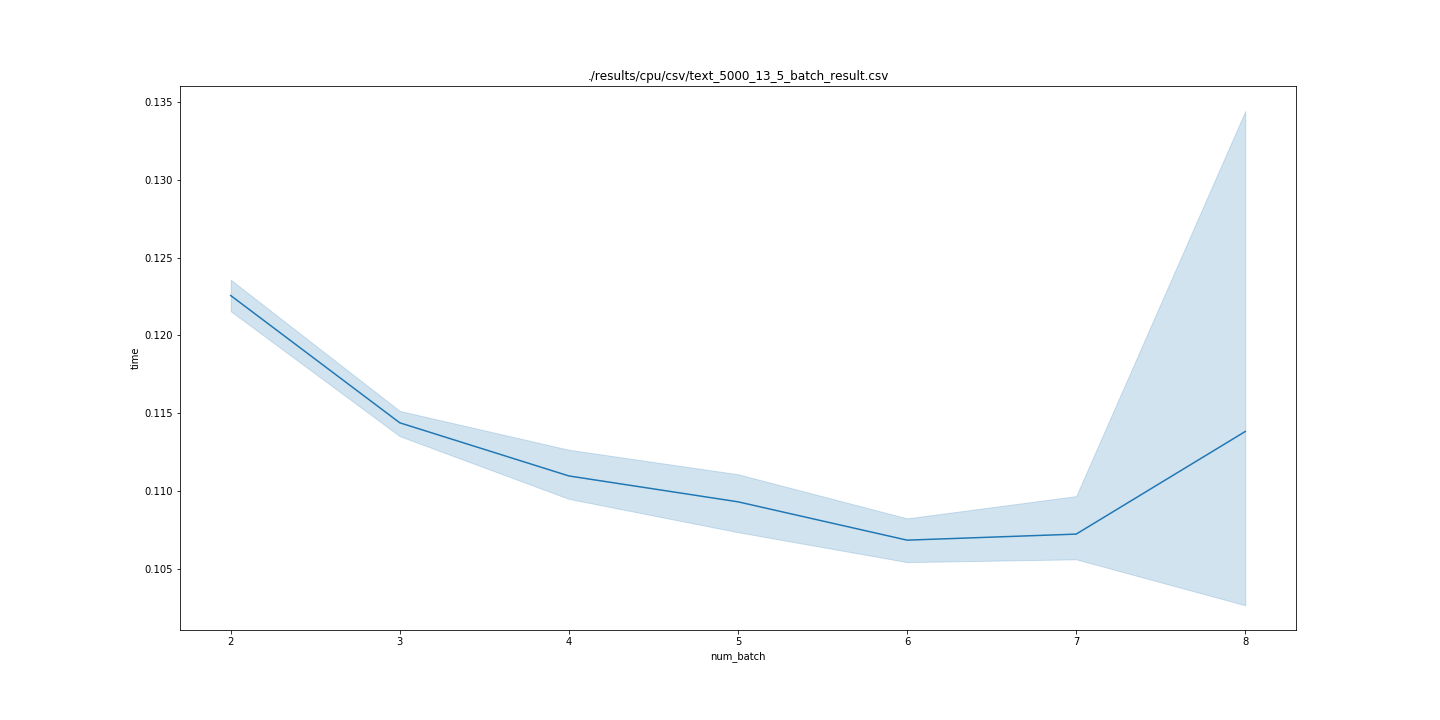 ./results/cpu/csv/text_5000_13_5_batch_result.csv
0.135
0.130
0.125
0.120
0.115
0.110
0.105
time
2 3 4 5 6 7 8
num_batch